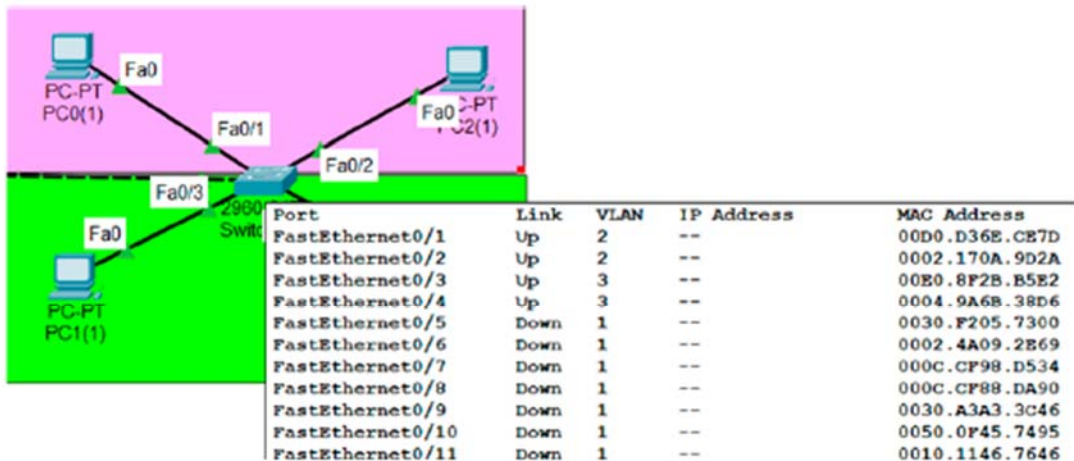 Fa0
PC-PT
PC0(1)
Fa0
C-PT
C2(1)
Fa0/1
Fa0/2
Fa0/3
Fa0
PC-PT
PC1(1)
2960
Switc
Port Link VLAN IP Address MAC Address
FastEthernet0/1 Up 2 -- 00D0.D36E.CE7D
FastEthernet0/2 Up 2 -- 0002.170A.9D2A
FastEthernet0/3 Up 3 -- 00E0.8F2B.B5E2
FastEthernet0/4 Up 3 -- 0004.9A6B.38D6
FastEthernet0/5 Down 1 -- 0030.F205.7300
FastEthernet0/6 Down 1 -- 0002.4A09.2E69
FastEthernet0/7 Down 1 -- 000C.CF98.D534
FastEthernet0/8 Down 1 -- 000C.CF88.DA90
FastEthernet0/9 Down 1 -- 0030.A3A3.3C46
FastEthernet0/10 Down 1 -- 0050.0F45.7495
FastEthernet0/11 Down 1 -- 0010.1146.7646